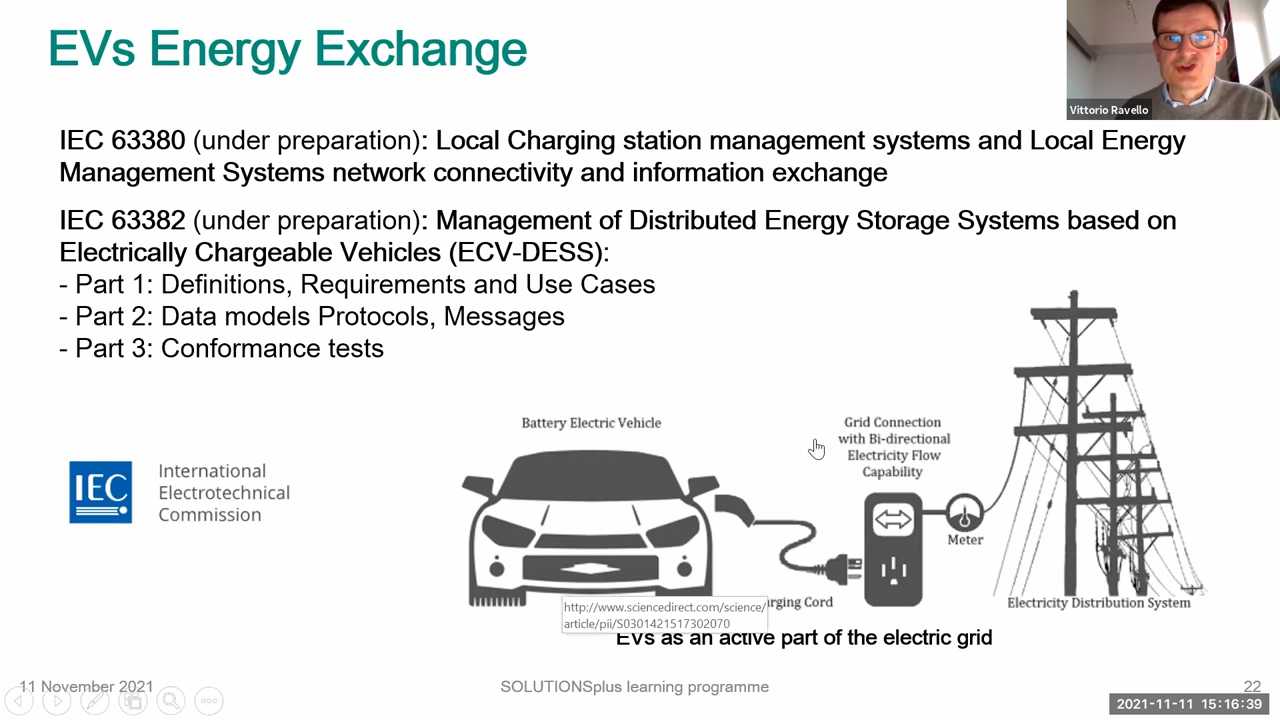 EVs Energy Exchange
Vittorio Ravello
IEC 63380 (under preparation): Local Charging station management systems and Local Energy
Management Systems network connectivity and information exchange
IEC 63382 (under preparation): Management of Distributed Energy Storage Systems based on
Electrically Chargeable Vehicles (ECV-DESS):
- Part 1: Definitions, Requirements and Use Cases
- Part 2: Data models Protocols, Messages
- Part 3: Conformance tests
IEC
International
Electrotechnical
Commission
Battery Electric Vehicle
Grid Connection
with Bi-directional
Electricity Flow
Capability
Meter
Cord
Electricity Distribution System
http://www.sciencedirect.com/science/
article/pii/S0301421517302070
EVs as an active part of the electric grid
11 November 2021
SOLUTIONSplus learning programme
22
2021-11-11 15:16:39